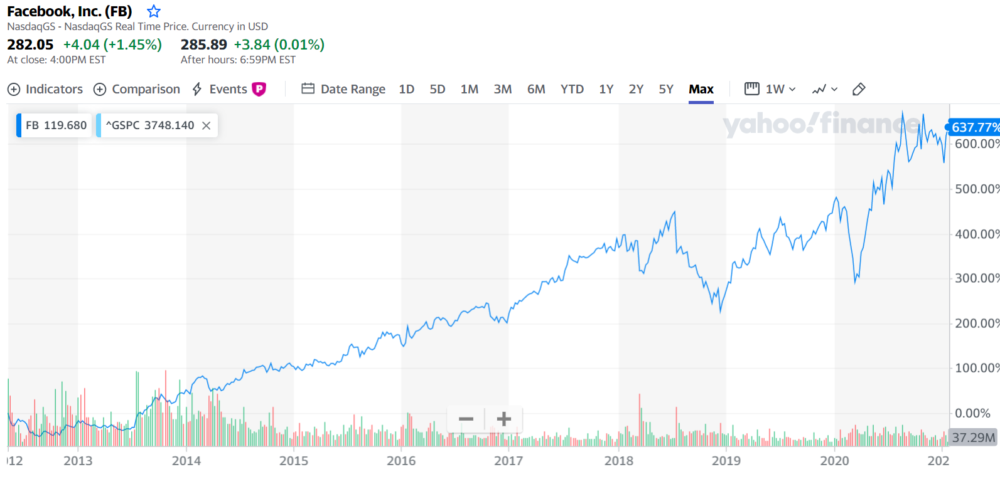 Facebook, Inc. (FB)
NasdaqGS - NasdaqGS Real Time Price. Currency in USD
282.05 +4.04 (+1.45%) 285.89 +3.84 (0.01%)
At close: 4:00PM EST After hours: 6:59PM EST
Indicators Comparison Events P Date Range 1D 5D 1M 3M 6M YTD 1Y 2Y 5Y Max 1W
FB 119.680 ^GSPC 3748.140
yahoo!finance
637.77%
600.00%
500.00%
400.00%
300.00%
200.00%
100.00%
0.00%
37.29M
012 2013 2014 2015 2016 2017 2018 2019 2020 202